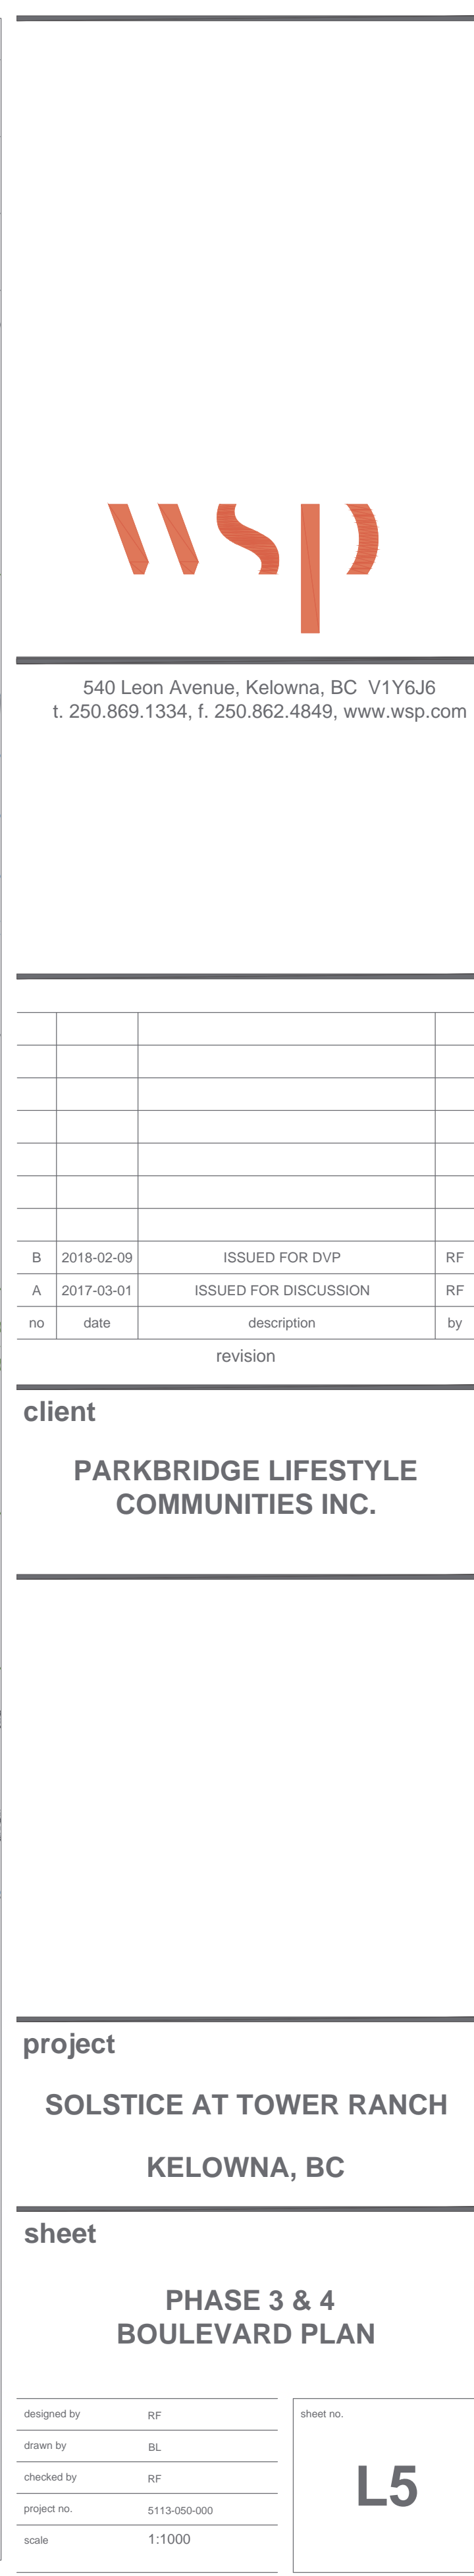 wsp
540 Leon Avenue, Kelowna, BC V1Y6J6
t. 250.869.1334, f. 250.862.4849, www.wsp.com
B 2018-02-09 ISSUED FOR DVP RF
A 2017-03-01 ISSUED FOR DISCUSSION RF
no date description by
revision
client
PARKBRIDGE LIFESTYLE
COMMUNITIES INC.
project
SOLSTICE AT TOWER RANCH
KELOWNA, BC
sheet
PHASE 3 & 4
BOULEVARD PLAN
designed by RF
drawn by BL
checked by RF
project no. 5113-050-000
scale 1:1000
sheet no.
L5